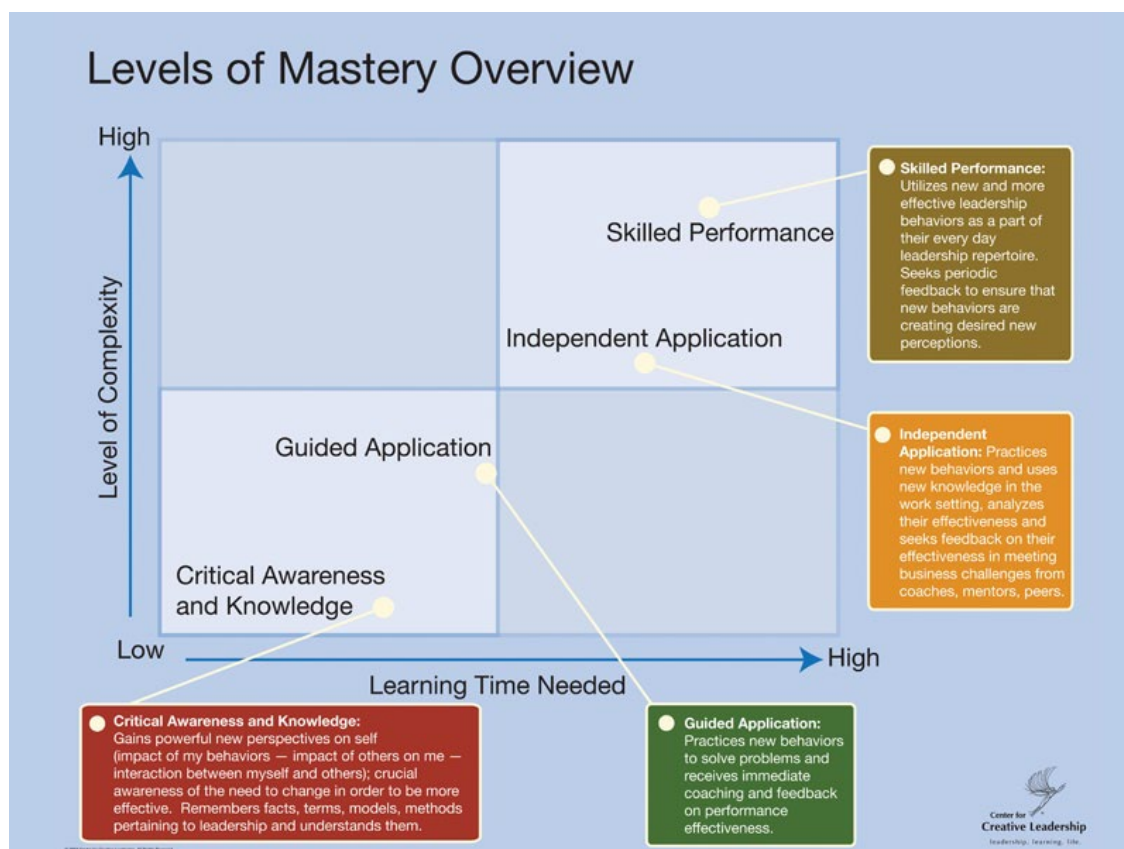 Levels of Mastery Overview
High
Level of Complexity
Low
Learning Time Needed
High
Skilled Performance
Independent Application
Guided Application
Critical Awareness
and Knowledge
Skilled Performance:
Utilizes new and more
effective leadership
behaviors as a part of
their every day
leadership repertoire.
Seeks periodic
feedback to ensure that
new behaviors are
creating desired new
perceptions.
Independent
Application: Practices
new behaviors and uses
new knowledge in the
work setting, analyzes
their effectiveness and
seeks feedback on their
effectiveness in meeting
business challenges from
coaches, mentors, peers.
Critical Awareness and Knowledge:
Gains powerful new perspectives on self
(impact of my behaviors — impact of others on me —
interaction between myself and others); crucial
awareness of the need to change in order to be more
effective. Remembers facts, terms, models, methods
pertaining to leadership and understands them.
Guided Application:
Practices new behaviors
to solve problems and
receives immediate
coaching and feedback
on performance
effectiveness.
Center for
Creative Leadership
leadership. learning. life.